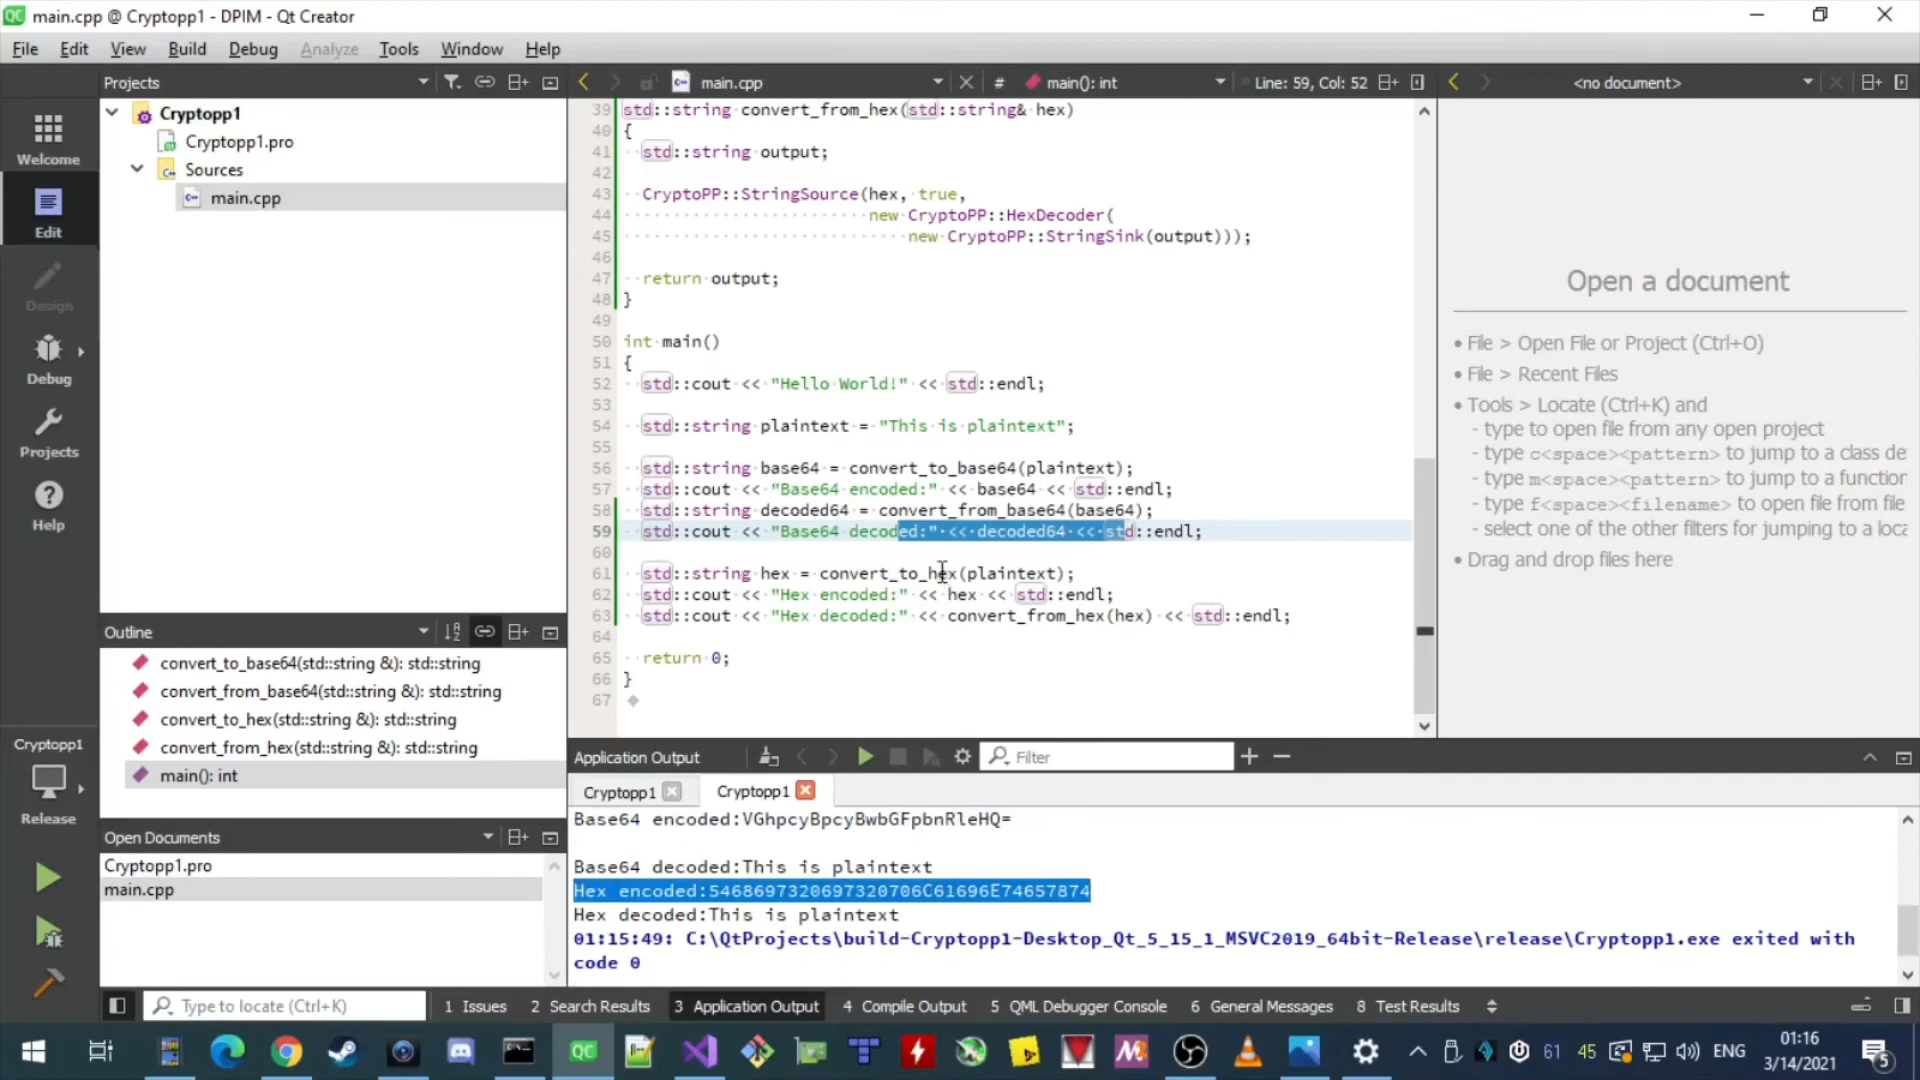 main.cpp @ Cryptopp1 - DPIM - Qt Creator
File Edit View Build Debug Analyze Tools Window Help
Projects
main.cpp
# main(): int
Line: 59, Col: 52
<no document>
Welcome
Edit
Design
Debug
Projects
Help
Cryptopp1
Release
Cryptopp1
Cryptopp1.pro
Sources
main.cpp
39 std::string convert_from_hex(std::string& hex)
40 {
41 std::string output;
42
43 CryptoPP::StringSource(hex, true,
44 new CryptoPP::HexDecoder(
45 new CryptoPP::StringSink(output)));
46
47 return output;
48 }
49
50 int main()
51 {
52 std::cout << "Hello World!" << std::endl;
53
54 std::string plaintext = "This is plaintext";
55
56 std::string base64 = convert_to_base64(plaintext);
57 std::cout << "Base64 encoded:" << base64 << std::endl;
58 std::string decoded64 = convert_from_base64(base64);
59 std::cout << "Base64 decoded:" << decoded64 << std::endl;
60
61 std::string hex = convert_to_hex(plaintext);
62 std::cout << "Hex encoded:" << hex << std::endl;
63 std::cout << "Hex decoded:" << convert_from_hex(hex) << std::endl;
64
65 return 0;
66 }
67
Open a document
• File > Open File or Project (Ctrl+O)
• File > Recent Files
• Tools > Locate (Ctrl+K) and
- type to open file from any open project
- type c<space><pattern> to jump to a class de
- type m<space><pattern> to jump to a function
- type f<space><filename> to open file from file
- select one of the other filters for jumping to a loca
• Drag and drop files here
Outline
convert_to_base64(std::string &): std::string
convert_from_base64(std::string &): std::string
convert_to_hex(std::string &): std::string
convert_from_hex(std::string &): std::string
main(): int
Open Documents
Cryptopp1.pro
main.cpp
Application Output
Filter
Cryptopp1
Cryptopp1
Base64 encoded:VGhpcyBpcyBwbGFpbnRleHQ=
Base64 decoded:This is plaintext
Hex encoded:5468697320697320706C61696E74657874
Hex decoded:This is plaintext
01:15:49: C:\QtProjects\build-Cryptopp1-Desktop_Qt_5_15_1_MSVC2019_64bit-Release\release\Cryptopp1.exe exited with
code 0
Type to locate (Ctrl+K)
1 Issues 2 Search Results 3 Application Output 4 Compile Output 5 QML Debugger Console 6 General Messages 8 Test Results
QC
61 45 ENG
01:16
3/14/2021
5